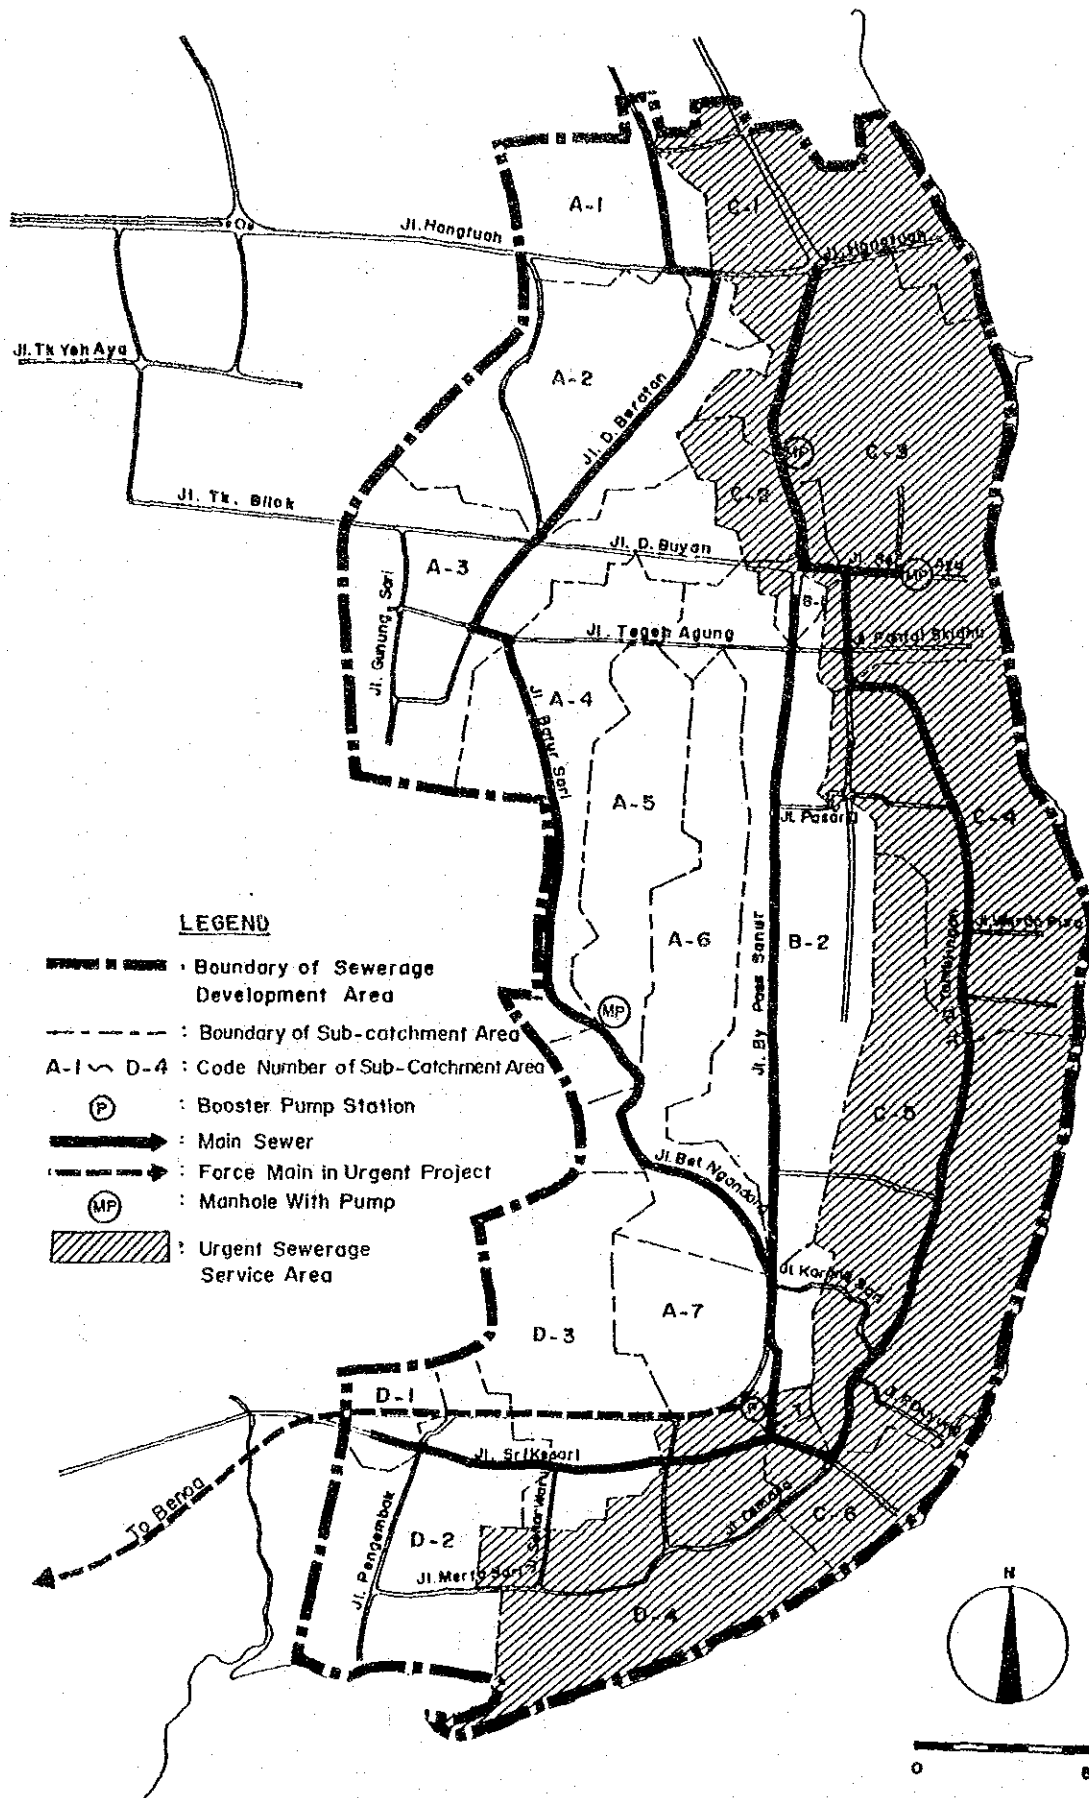 A-1
C-1
Jl. Hangtuah
Jl. Hangtuah
Jl. Tk Yeh Aya
A-2
Jl. D. Beratan
MP
C-3
C-2
Jl. Tk. Bilok
Jl. D. Buyan
A-3
MP
Jl. Gunung Sari
Jl. Tegeh Agung
A-4
Jl. Batur Sari
A-5
C-4
LEGEND
A-6
B-2
Jl. By Pass Sanur
: Boundary of Sewerage
Development Area
: Boundary of Sub-catchment Area
MP
A-1 ~ D-4 : Code Number of Sub-Catchment Area
C-5
P : Booster Pump Station
: Main Sewer
: Force Main in Urgent Project
MP : Manhole With Pump
: Urgent Sewerage
Service Area
Jl. Bet Ngandang
Jl Karang Sari
A-7
D-3
D-1
P
Jl. Sri Kesari
To Benoa
Jl. Pengembak
D-2
C-6
Jl. Merta Sari
D-4
N
0